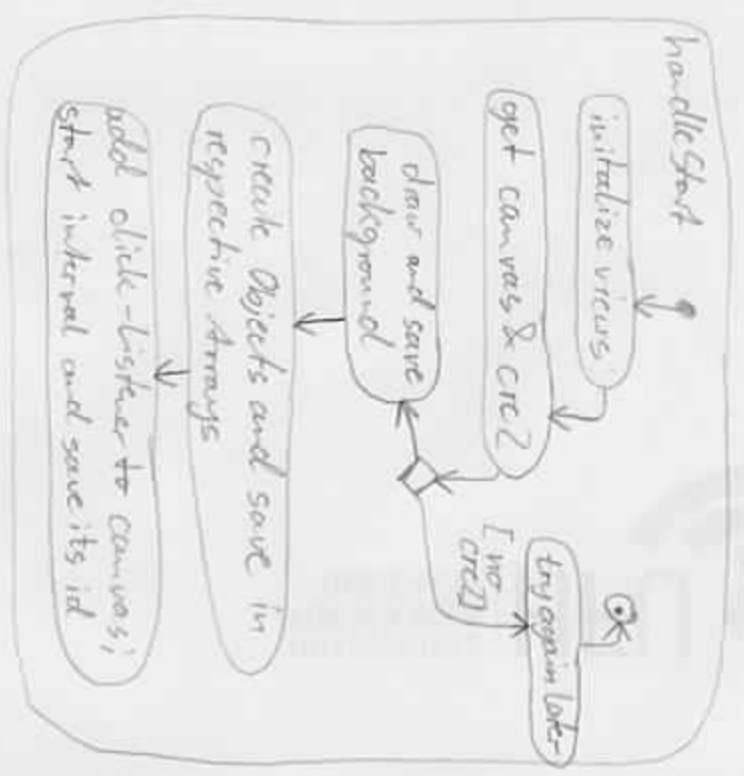 handleStart
initialize views
get canvas & crc2
[no
crc2]
try again later
draw and save
background
create Objects and save in
respective Arrays
add click-Listner to canvas;
start interval and save its id